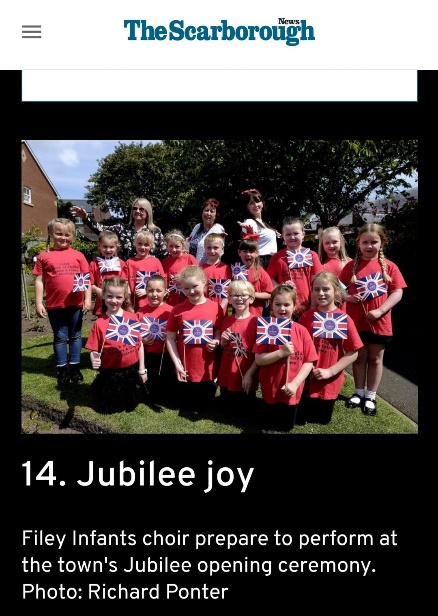 The Scarborough News
14. Jubilee joy
Filey Infants choir prepare to perform at
the town's Jubilee opening ceremony.
Photo: Richard Ponter